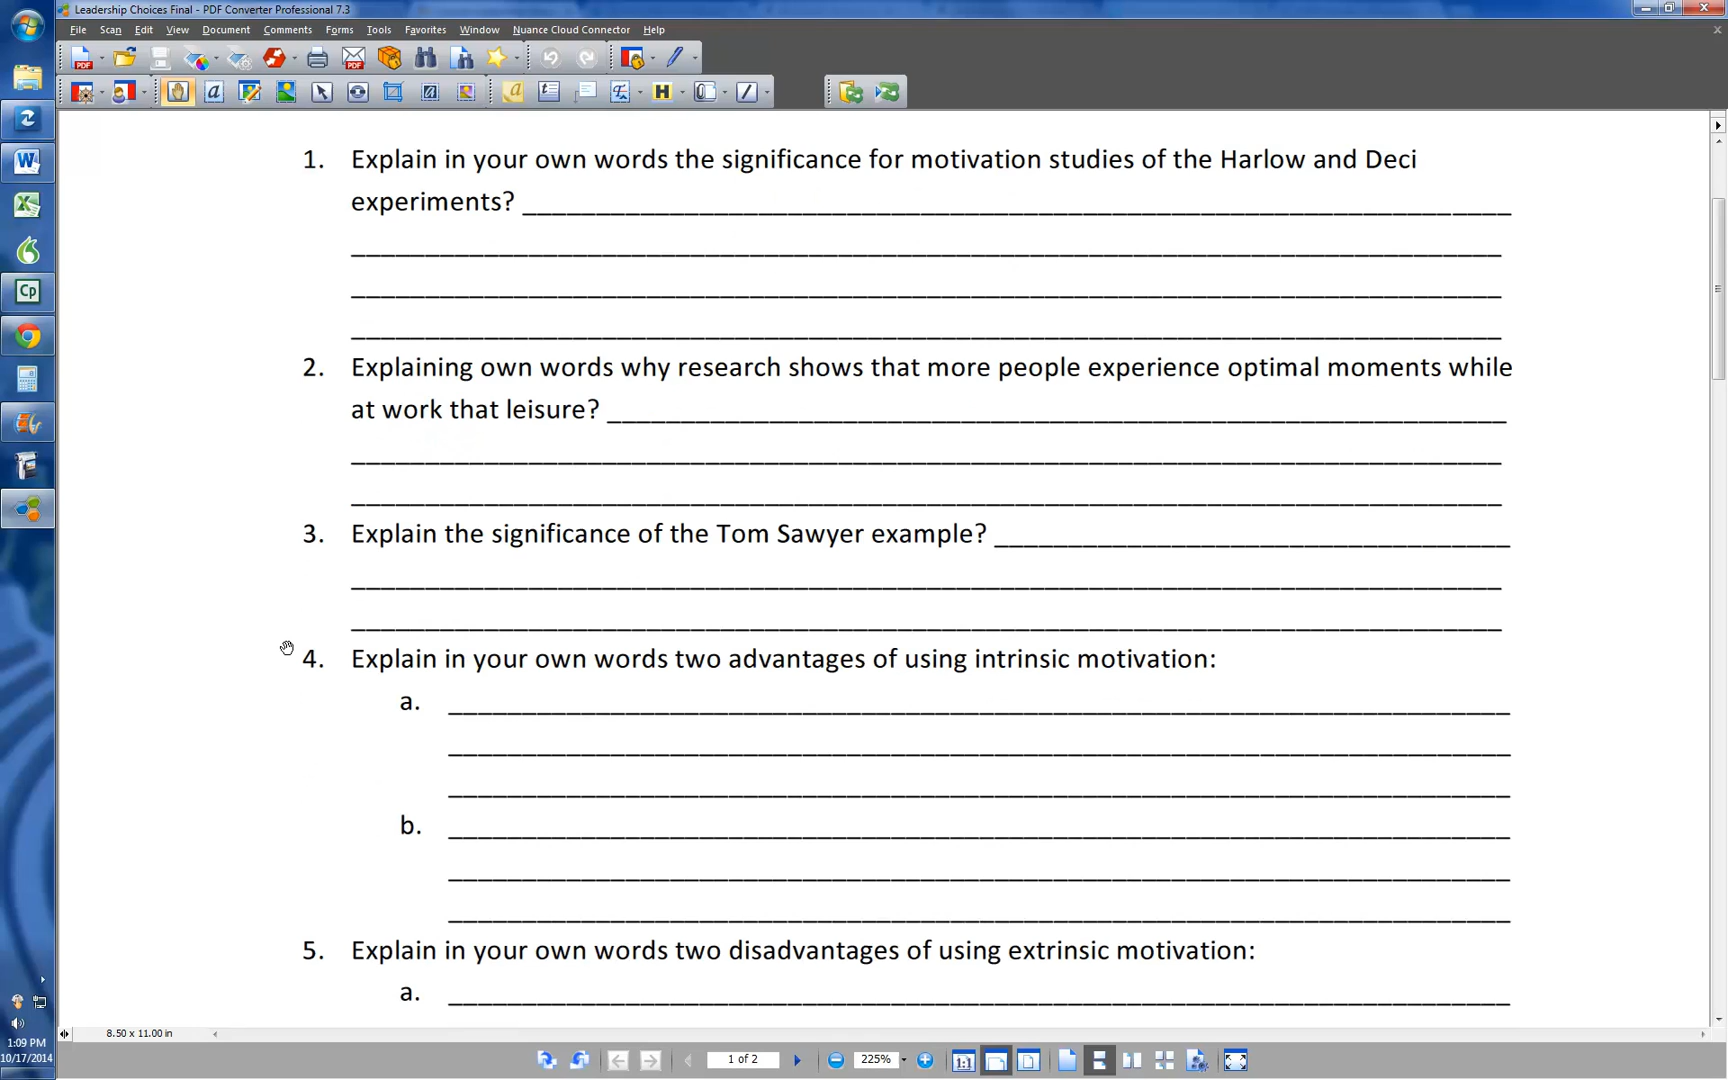 Leadership Choices Final - PDF Converter Professional 7.3
File Scan Edit View Document Comments Forms Tools Favorites Window Nuance Cloud Connector Help
1. Explain in your own words the significance for motivation studies of the Harlow and Deci
experiments?
2. Explaining own words why research shows that more people experience optimal moments while
at work that leisure?
3. Explain the significance of the Tom Sawyer example?
4. Explain in your own words two advantages of using intrinsic motivation:
a.
b.
5. Explain in your own words two disadvantages of using extrinsic motivation:
a.
8.50 x 11.00 in
1:09 PM
10/17/2014
1 of 2
225%